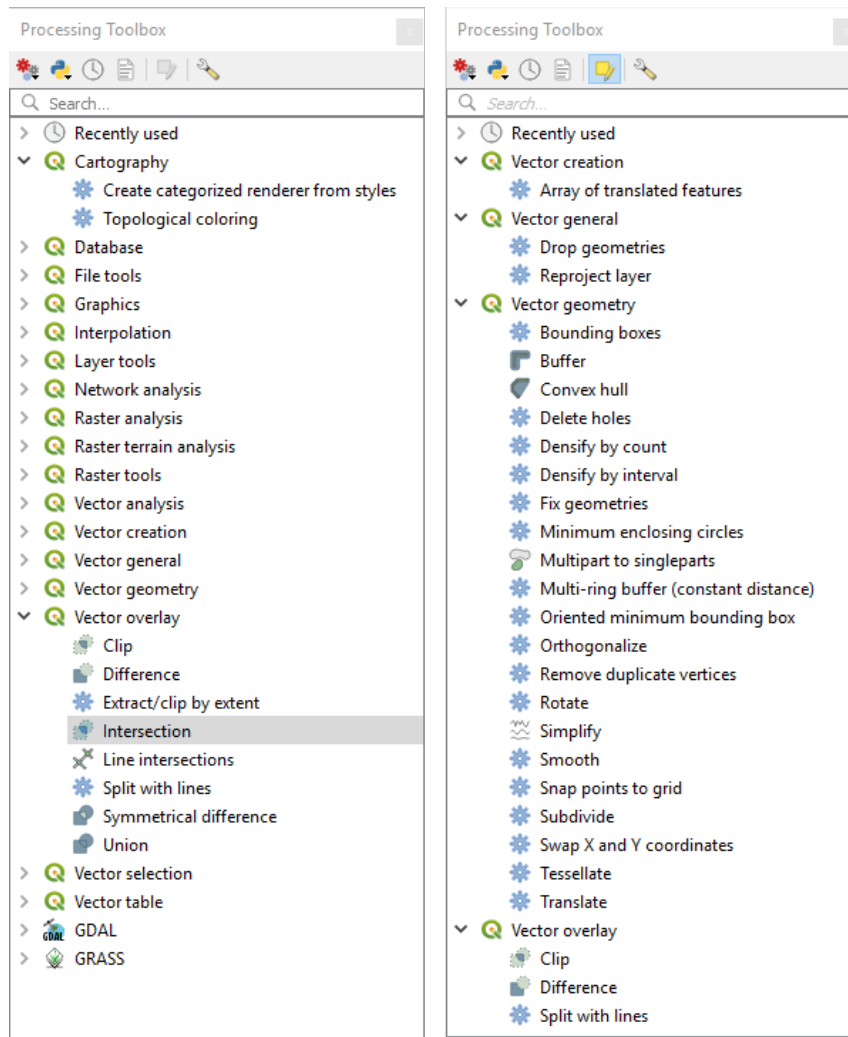 Processing Toolbox
Search...
Recently used
Cartography
Create categorized renderer from styles
Topological coloring
Database
File tools
Graphics
Interpolation
Layer tools
Network analysis
Raster analysis
Raster terrain analysis
Raster tools
Vector analysis
Vector creation
Vector general
Vector geometry
Vector overlay
Clip
Difference
Extract/clip by extent
Intersection
Line intersections
Split with lines
Symmetrical difference
Union
Vector selection
Vector table
GDAL
GDAL
GRASS
Processing Toolbox
Search...
Recently used
Vector creation
Array of translated features
Vector general
Drop geometries
Reproject layer
Vector geometry
Bounding boxes
Buffer
Convex hull
Delete holes
Densify by count
Densify by interval
Fix geometries
Minimum enclosing circles
Multipart to singleparts
Multi-ring buffer (constant distance)
Oriented minimum bounding box
Orthogonalize
Remove duplicate vertices
Rotate
Simplify
Smooth
Snap points to grid
Subdivide
Swap X and Y coordinates
Tessellate
Translate
Vector overlay
Clip
Difference
Split with lines